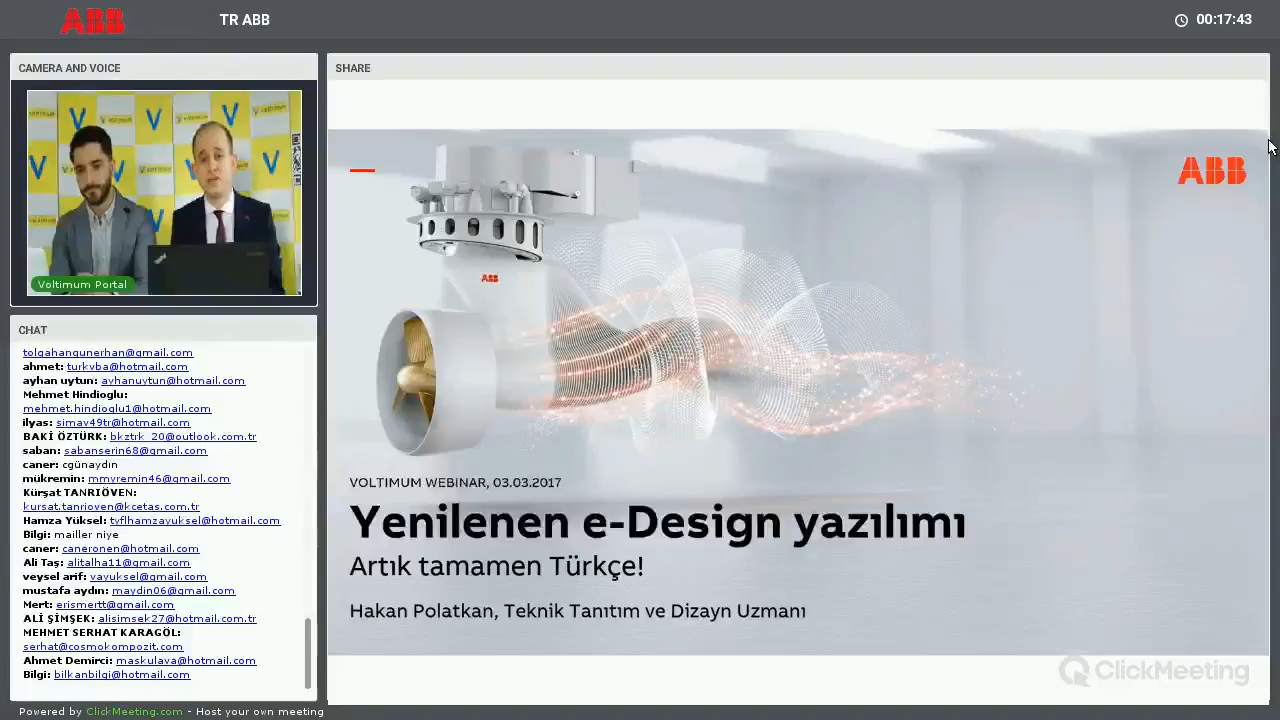 ABB
TR ABB
00:17:43
CAMERA AND VOICE
Voltimum Portal
CHAT
tolgahangunerhan@gmail.com
ahmet: turkvba@hotmail.com
ayhan uytun: ayhanuytun@hotmail.com
Mehmet Hindioglu:
mehmet.hindioglu1@hotmail.com
ilyas: simav49tr@hotmail.com
BAKİ ÖZTÜRK: bkztrk_20@outlook.com.tr
saban: sabanserin68@gmail.com
caner: cgünaydın
mükremin: mmyremin46@gmail.com
Kürşat TANRIÖVEN:
kursat.tanrioven@kcetas.com.tr
Hamza Yüksel: tyflhamzayuksel@hotmail.com
Bilgi: mailler niye
caner: caneronen@hotmail.com
Ali Taş: alitalha11@gmail.com
veysel arif: vayuksel@gmail.com
mustafa aydın: maydin06@gmail.com
Mert: erismertt@gmail.com
ALİ ŞİMŞEK: alisimsek27@hotmail.com.tr
MEHMET SERHAT KARAGÖL:
serhat@cosmokompozit.com
Ahmet Demirci: maskulava@hotmail.com
Bilgi: bilkanbilgi@hotmail.com
Powered by ClickMeeting.com - Host your own meeting
SHARE
ABB
ABB
VOLTIMUM WEBINAR, 03.03.2017
Yenilenen e-Design yazılımı
Artık tamamen Türkçe!
Hakan Polatkan, Teknik Tanıtım ve Dizayn Uzmanı
ClickMeeting